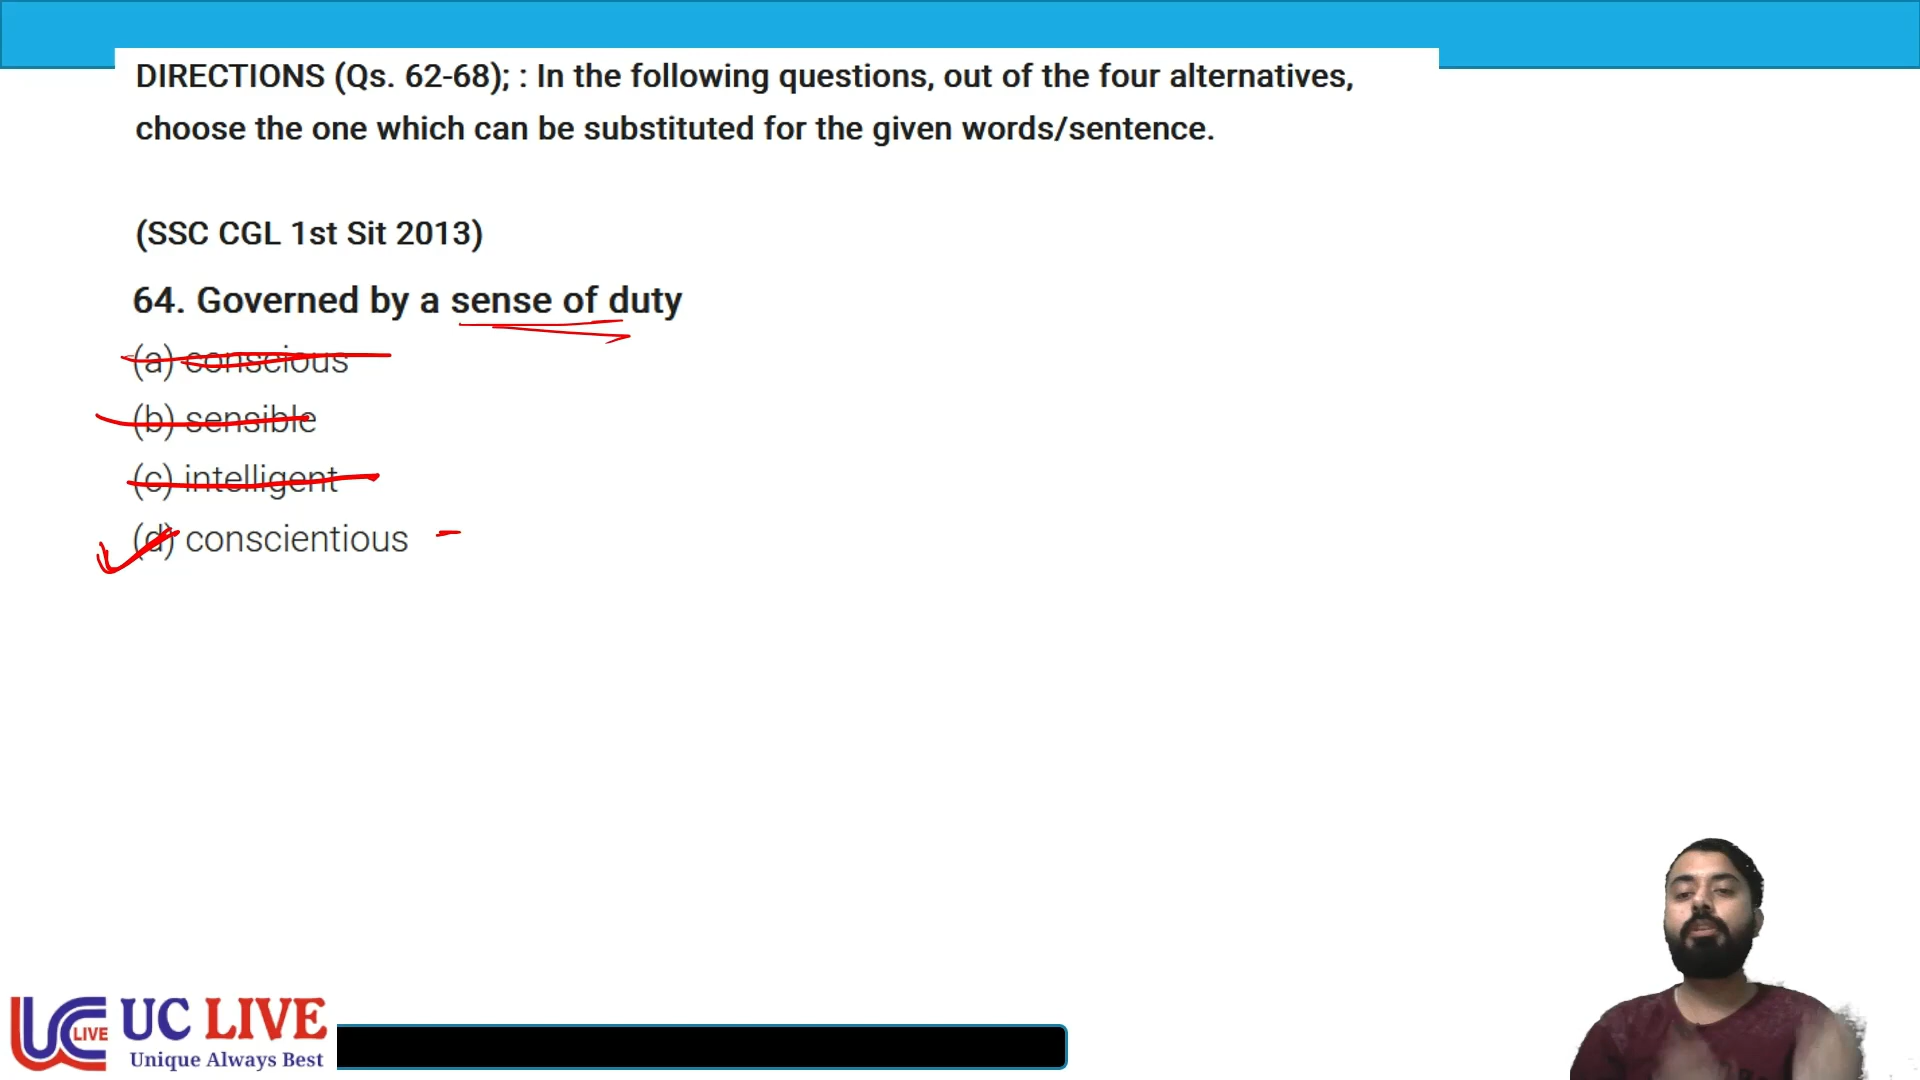 DIRECTIONS (Qs. 62-68); : In the following questions, out of the four alternatives,
choose the one which can be substituted for the given words/sentence.
(SSC CGL 1st Sit 2013)
64. Governed by a sense of duty
(a) conscious
(b) sensible
(c) intelligent
(d) conscientious
LIVE UC LIVE
Unique Always Best